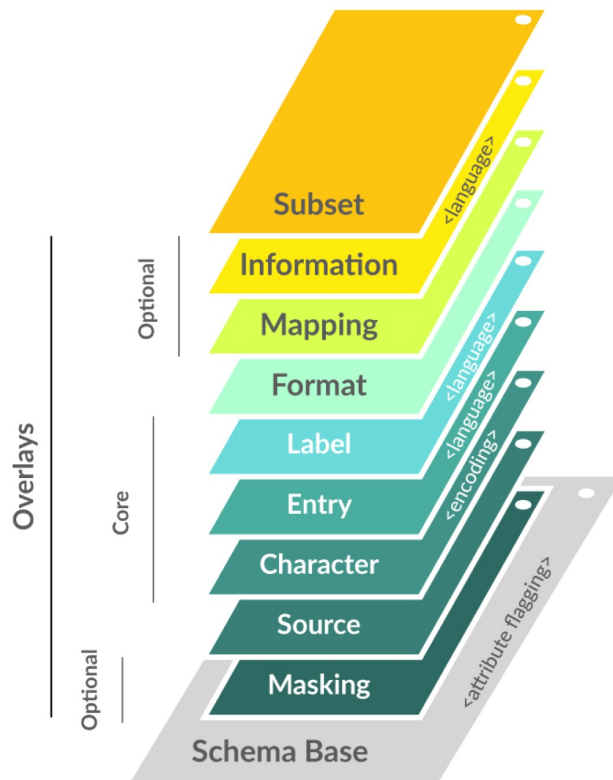 Subset
<language>
Information
Mapping
Format
Label
<language>
Entry
<language>
Character
<encoding>
Source
Masking
Schema Base
<attribute flagging>
Overlays
Optional
Core
Optional